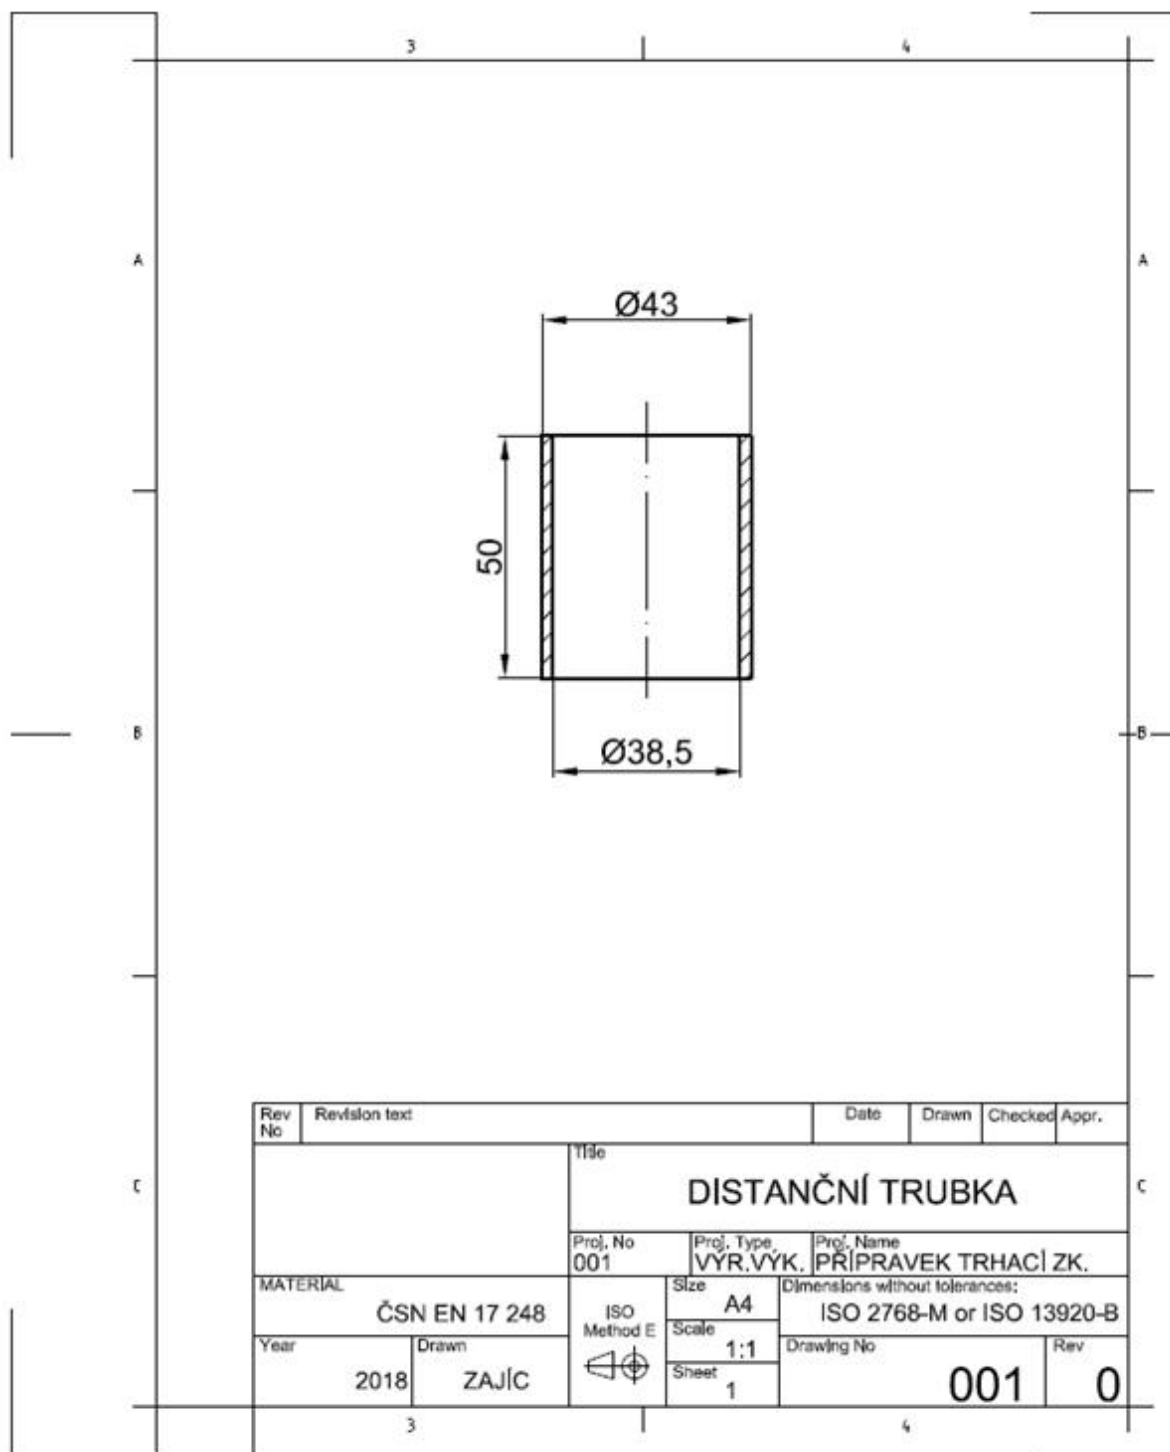 3 4
A A
Ø43
50
Ø38,5
B B
Rev No Revision text Date Drawn Checked Appr.
Title
DISTANČNÍ TRUBKA
C C
Proj. No Proj. Type Proj. Name
001 VÝR.VÝK. PŘÍPRAVEK TRHACÍ ZK.
MATERIAL
ČSN EN 17 248
ISO
Method E
Size
A4
Dimensions without tolerances:
ISO 2768-M or ISO 13920-B
Scale
1:1
Year Drawn
2018 ZAJÍC
Sheet
1
Drawing No Rev
001 0
3 4